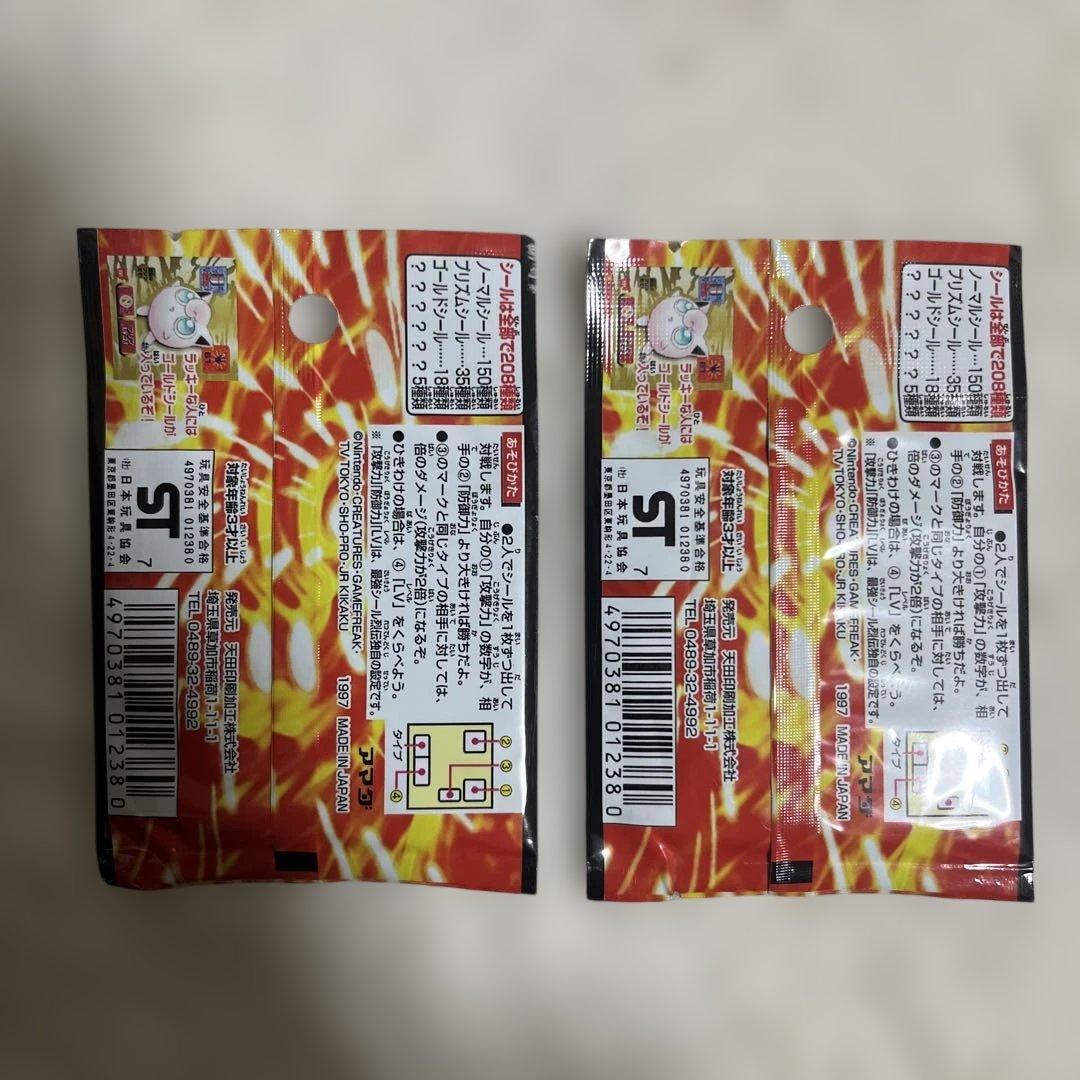 シールは全部で208種類
ノーマルシール…150種類
プリズムシール……35種類
ゴールドシール……18種類
？？？？？？5種類
ラッキーな人には
ゴールドシールが
入っているぞ！
あそびかた
●2人でシールを1枚ずつ出して
対戦します。自分の①「攻撃力」の数字が、相
手の②「防御力」より大きければ勝ちだよ。
●③のマークと同じタイプの相手に対しては、
倍のダメージ(攻撃力が2倍)になるぞ。
●ひきわけの場合は、④「LV」をくらべよう。
※「攻撃力」「防御力」「LV」は、最強シール烈伝独自の設定です。
©Nintendo・CREATURES・GAMEFREAK・
TV TOKYO・SHO-PRO・JR KIKAKU
1997 MADE IN JAPAN
②
③
①
タイプ
④
アマダ
対象年齢3才以上
玩具安全基準合格
4970381 012380
ST
7
(社)日本玩具協会
東京都墨田区東駒形4-22-4
発売元 天田印刷加工株式会社
埼玉県草加市稲荷1-11-1
TEL 0489-32-4992
4970381012380
シールは全部で208種類
ノーマルシール…150種類
プリズムシール……35種類
ゴールドシール……18種類
？？？？？？5種類
ラッキーな人には
ゴールドシールが
入っているぞ！
あそびかた
●2人でシールを1枚ずつ出して
対戦します。自分の①「攻撃力」の数字が、相
手の②「防御力」より大きければ勝ちだよ。
●③のマークと同じタイプの相手に対しては、
倍のダメージ(攻撃力が2倍)になるぞ。
●ひきわけの場合は、④「LV」をくらべよう。
※「攻撃力」「防御力」「LV」は、最強シール烈伝独自の設定です。
©Nintendo・CREATURES・GAMEFREAK・
TV TOKYO・SHO-PRO・JR KIKAKU
1997 MADE IN JAPAN
タイプ
④
アマダ
対象年齢3才以上
玩具安全基準合格
4970381 012380
ST
7
(社)日本玩具協会
東京都墨田区東駒形4-22-4
発売元 天田印刷加工株式会社
埼玉県草加市稲荷1-11-1
TEL 0489-32-4992
4970381012380